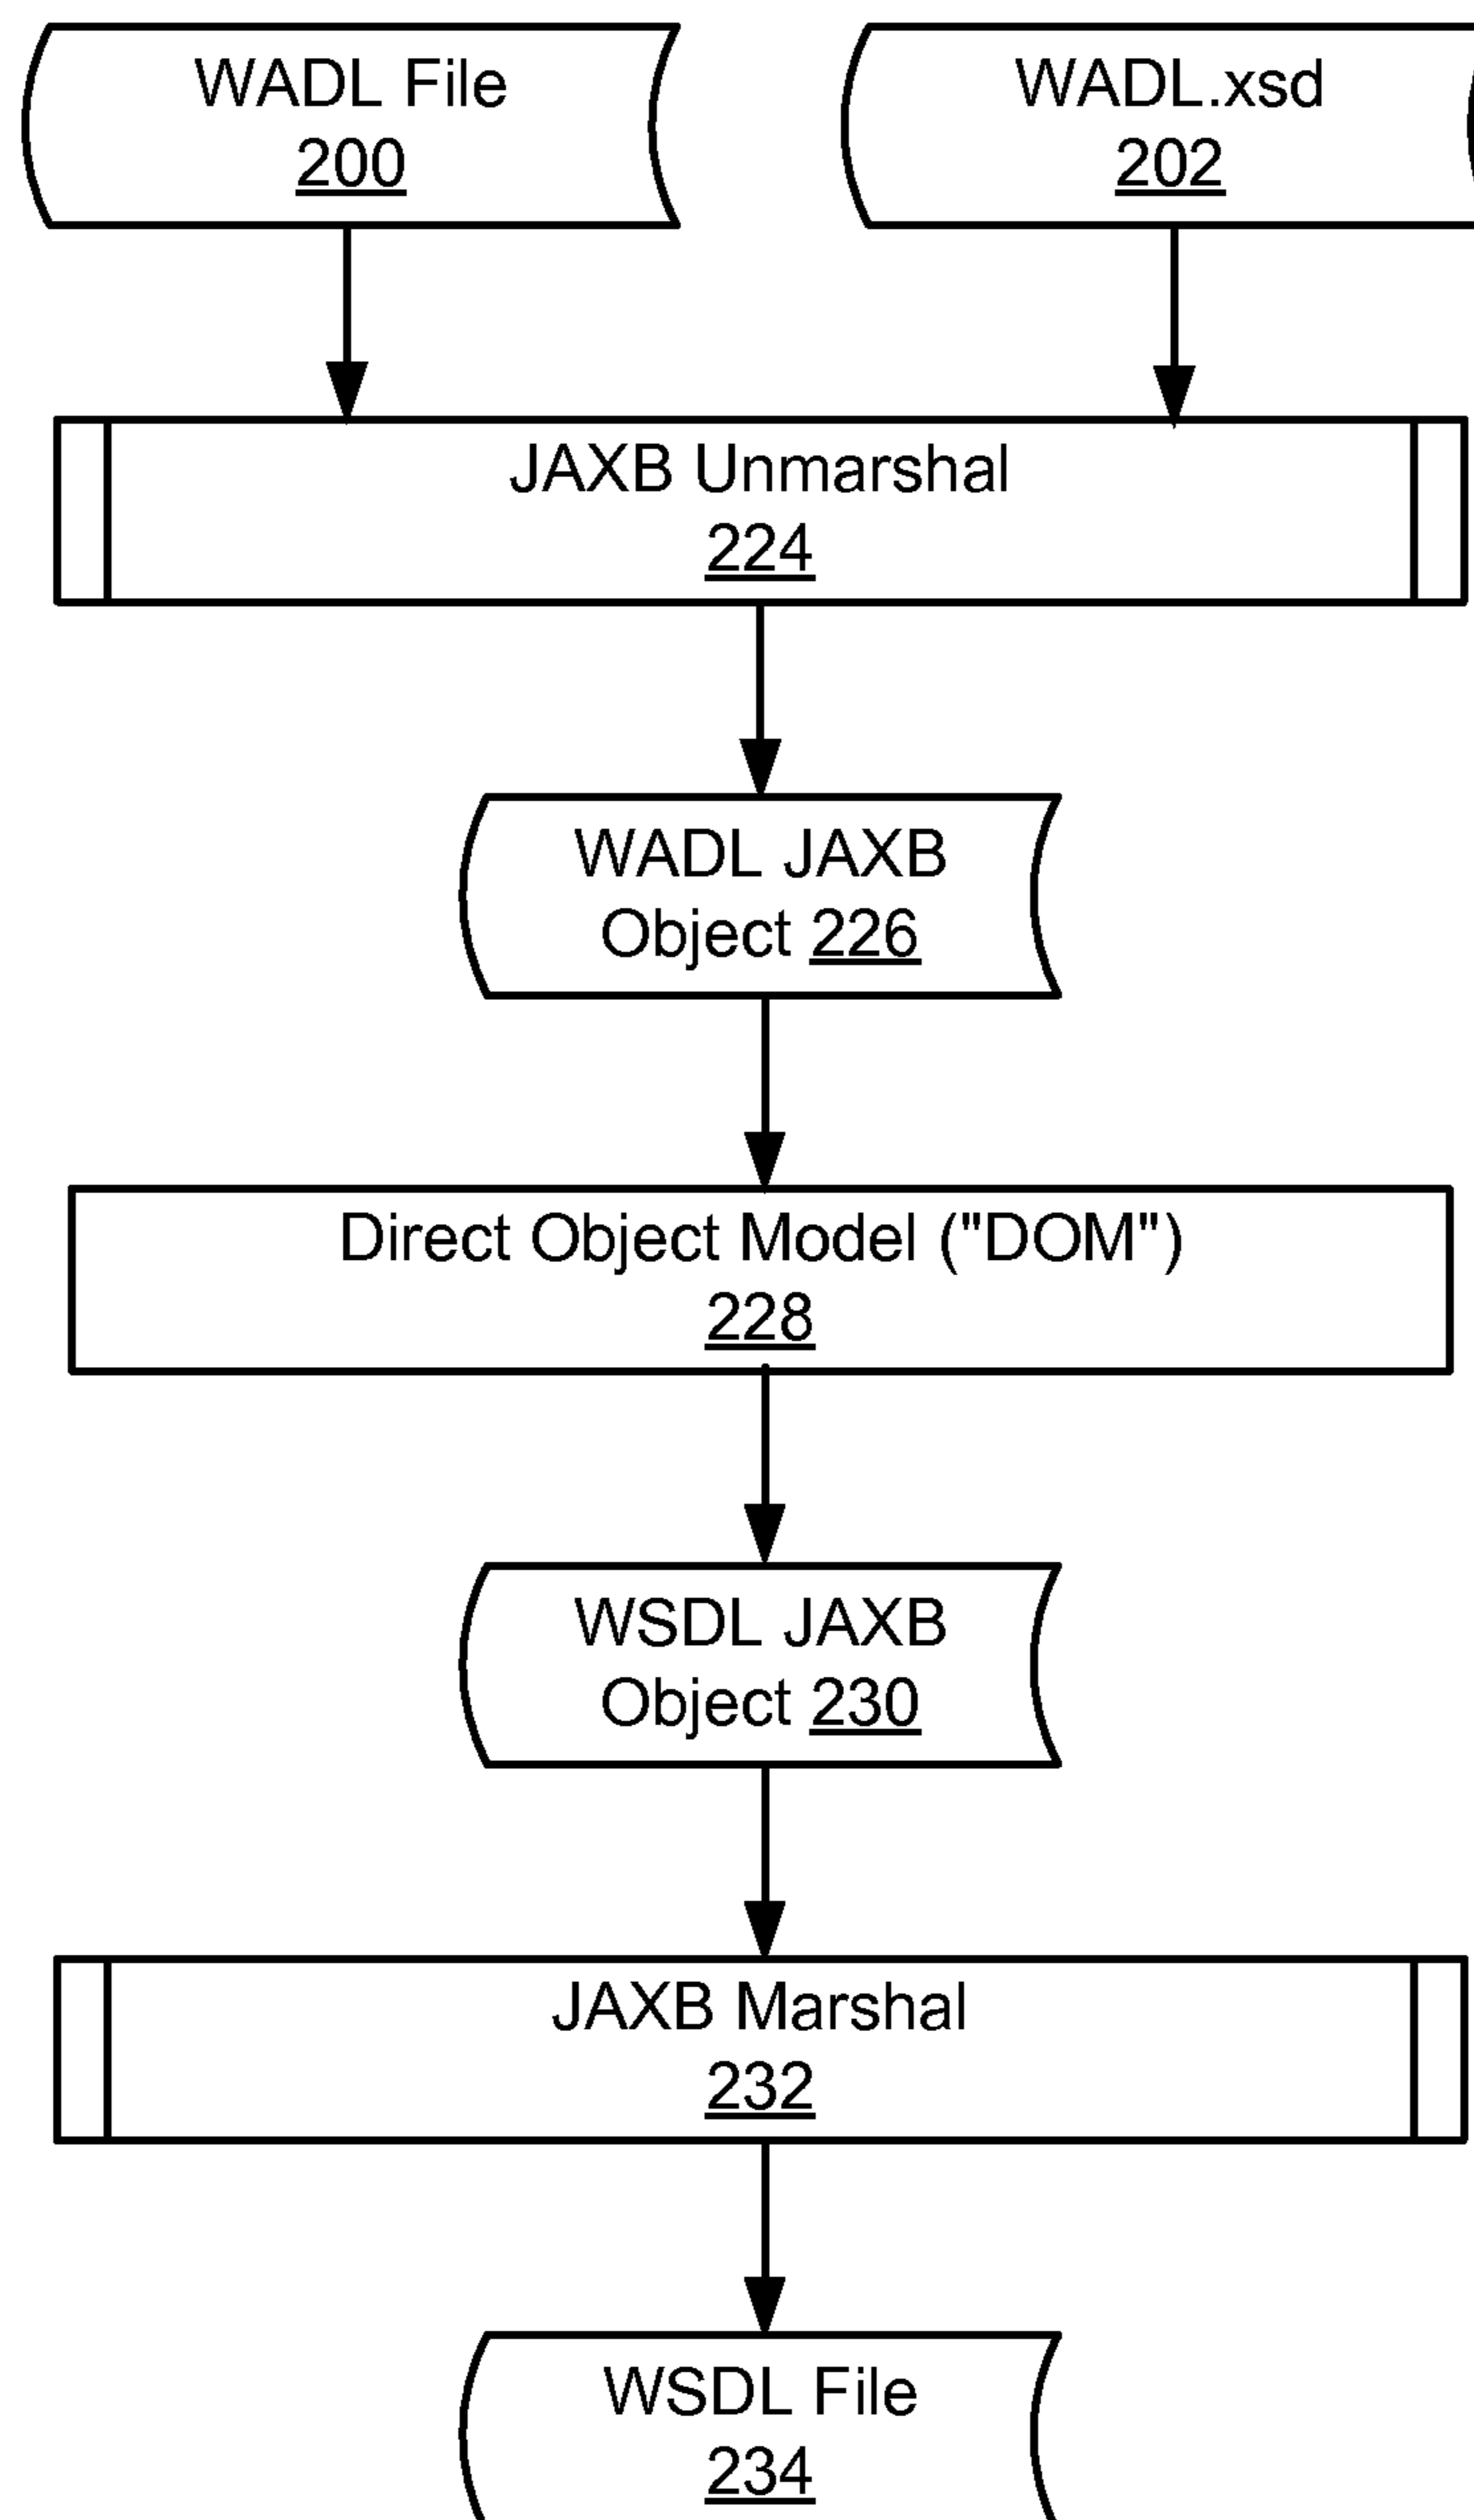 WADL File
200
WADL.xsd
202
JAXB Unmarshal
224
WADL JAXB
Object 226
Direct Object Model ("DOM")
228
WSDL JAXB
Object 230
JAXB Marshal
232
WSDL File
234